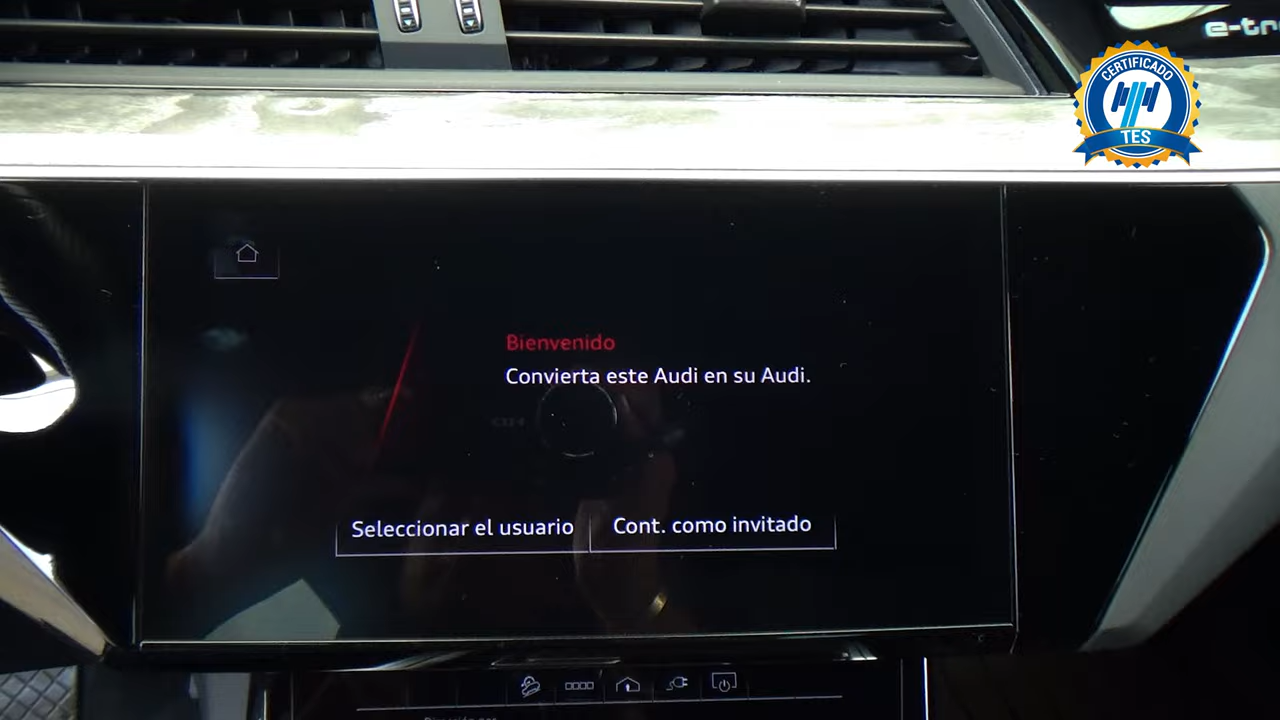 e-tr
CERTIFICADO
TES
Bienvenido
Convierta este Audi en su Audi.
Seleccionar el usuario
Cont. como invitado